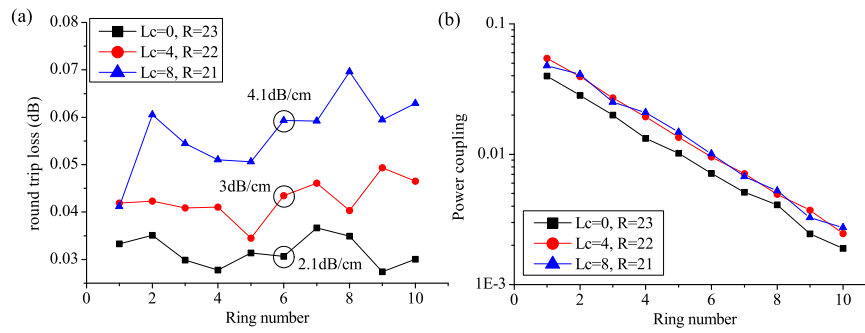 (a)
Lc=0, R=23
Lc=4, R=22
Lc=8, R=21
0.08
0.07
0.06
0.05
0.04
0.03
round trip loss (dB)
4.1dB/cm
3dB/cm
2.1dB/cm
0 2 4 6 8 10
Ring number
(b)
0.1
0.01
1E-3
Power coupling
Lc=0, R=23
Lc=4, R=22
Lc=8, R=21
0 2 4 6 8 10
Ring number